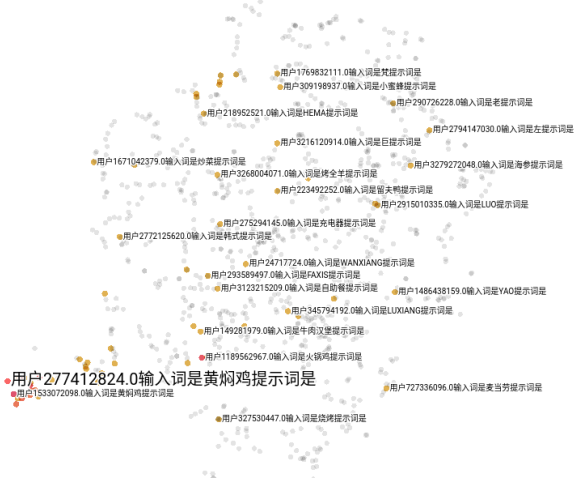 用户1769832111.0输入词是梵提示词是
用户309198937.0输入词是小蜜蜂提示词是
用户290726228.0输入词是老提示词是
用户218952521.0输入词是HEMA提示词是
用户2794147030.0输入词是左提示词是
用户3216120914.0输入词是巨提示词是
用户1671042379.0输入词是炒菜提示词是
用户3279272048.0输入词是海参提示词是
用户3268004071.0输入词是烤全羊提示词是
用户223492252.0输入词是留夫鸭提示词是
用户2915010335.0输入词是LUO提示词是
用户275294145.0输入词是充电器提示词是
用户2772125620.0输入词是韩式提示词是
用户24717724.0输入词是WANXIANG提示词是
用户293589497.0输入词是FAXIS提示词是
用户3123215209.0输入词是自助餐提示词是
用户1486438159.0输入词是YAO提示词是
用户345794192.0输入词是LUXIANG提示词是
用户149281979.0输入词是牛肉汉堡提示词是
用户1189562967.0输入词是火锅鸡提示词是
用户277412824.0输入词是黄焖鸡提示词是
用户727336096.0输入词是麦当劳提示词是
用户1533072098.0输入词是黄焖鸡提示词是
用户327530447.0输入词是烧烤提示词是